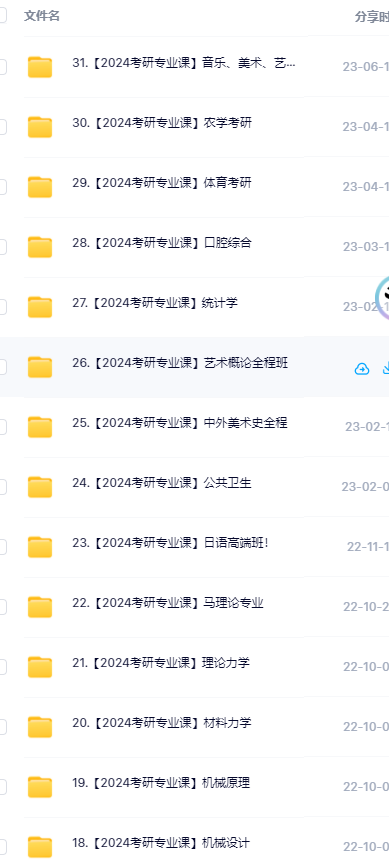 文件名 分享时
31.【2024考研专业课】音乐、美术、艺... 23-06-1
30.【2024考研专业课】农学考研 23-04-1
29.【2024考研专业课】体育考研 23-04-1
28.【2024考研专业课】口腔综合 23-03-1
27.【2024考研专业课】统计学 23-02-1
26.【2024考研专业课】艺术概论全程班
25.【2024考研专业课】中外美术史全程 23-02-1
24.【2024考研专业课】公共卫生 23-02-0
23.【2024考研专业课】日语高端班! 22-11-1
22.【2024考研专业课】马理论专业 22-10-2
21.【2024考研专业课】理论力学 22-10-0
20.【2024考研专业课】材料力学 22-10-0
19.【2024考研专业课】机械原理 22-10-0
18.【2024考研专业课】机械设计 22-10-0